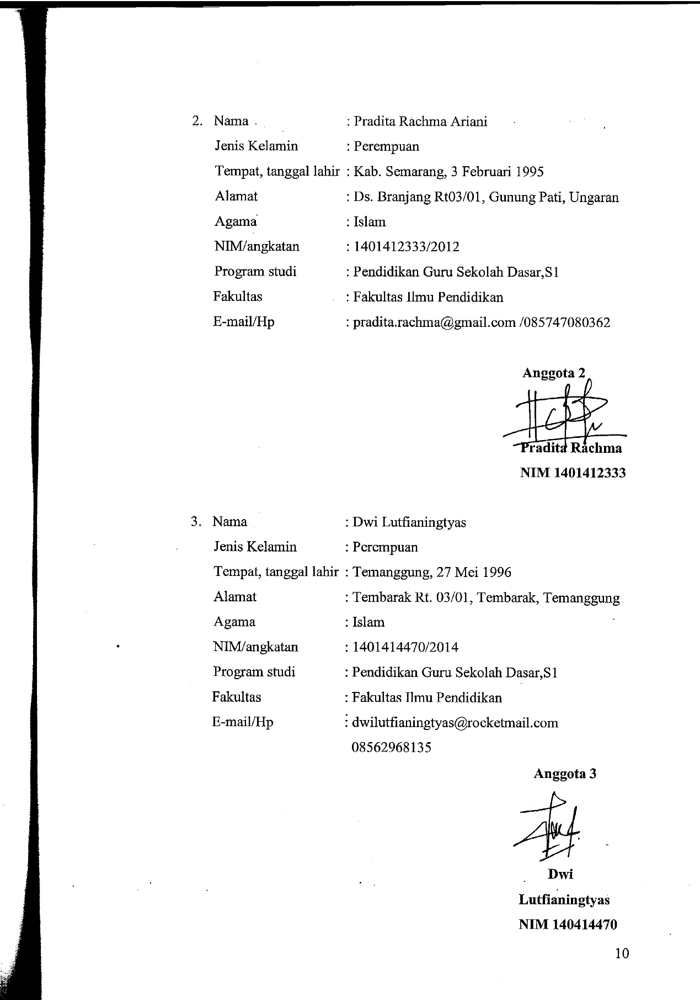 2. Nama : Pradita Rachma Ariani
Jenis Kelamin : Perempuan
Tempat, tanggal lahir : Kab. Semarang, 3 Februari 1995
Alamat : Ds. Branjang Rt03/01, Gunung Pati, Ungaran
Agama : Islam
NIM/angkatan : 1401412333/2012
Program studi : Pendidikan Guru Sekolah Dasar,S1
Fakultas : Fakultas Ilmu Pendidikan
E-mail/Hp : pradita.rachma@gmail.com /085747080362
Anggota 2
Pradita Rachma
NIM 1401412333
3. Nama : Dwi Lutfianingtyas
Jenis Kelamin : Perempuan
Tempat, tanggal lahir : Temanggung, 27 Mei 1996
Alamat : Tembarak Rt. 03/01, Tembarak, Temanggung
Agama : Islam
NIM/angkatan : 1401414470/2014
Program studi : Pendidikan Guru Sekolah Dasar,S1
Fakultas : Fakultas Ilmu Pendidikan
E-mail/Hp : dwilutfianingtyas@rocketmail.com
08562968135
Anggota 3
Dwi
Lutfianingtyas
NIM 140414470
10